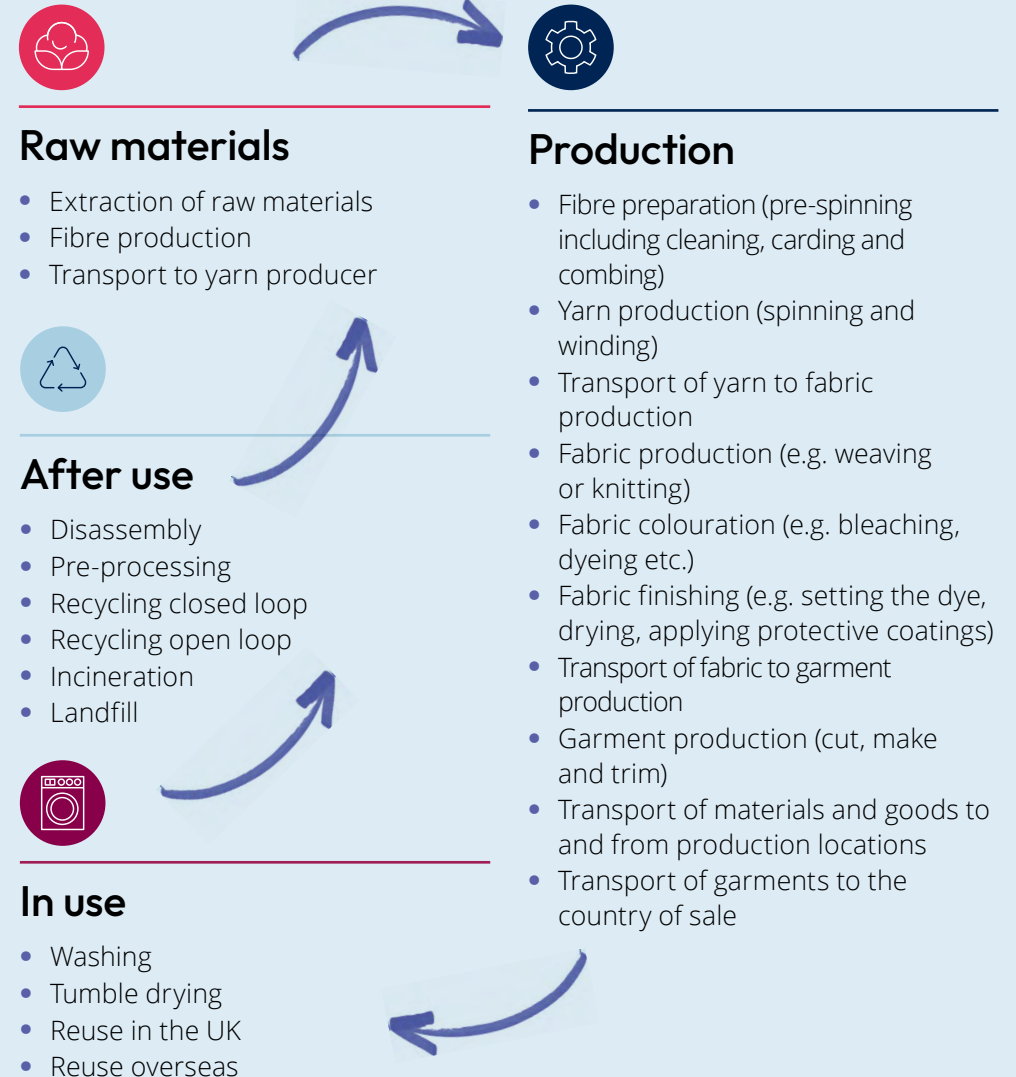 Raw materials
• Extraction of raw materials
• Fibre production
• Transport to yarn producer
Production
• Fibre preparation (pre-spinning
including cleaning, carding and
combing)
• Yarn production (spinning and
winding)
• Transport of yarn to fabric
production
• Fabric production (e.g. weaving
or knitting)
• Fabric colouration (e.g. bleaching,
dyeing etc.)
• Fabric finishing (e.g. setting the dye,
drying, applying protective coatings)
• Transport of fabric to garment
production
• Garment production (cut, make
and trim)
• Transport of materials and goods to
and from production locations
• Transport of garments to the
country of sale
After use
• Disassembly
• Pre-processing
• Recycling closed loop
• Recycling open loop
• Incineration
• Landfill
In use
• Washing
• Tumble drying
• Reuse in the UK
• Reuse overseas